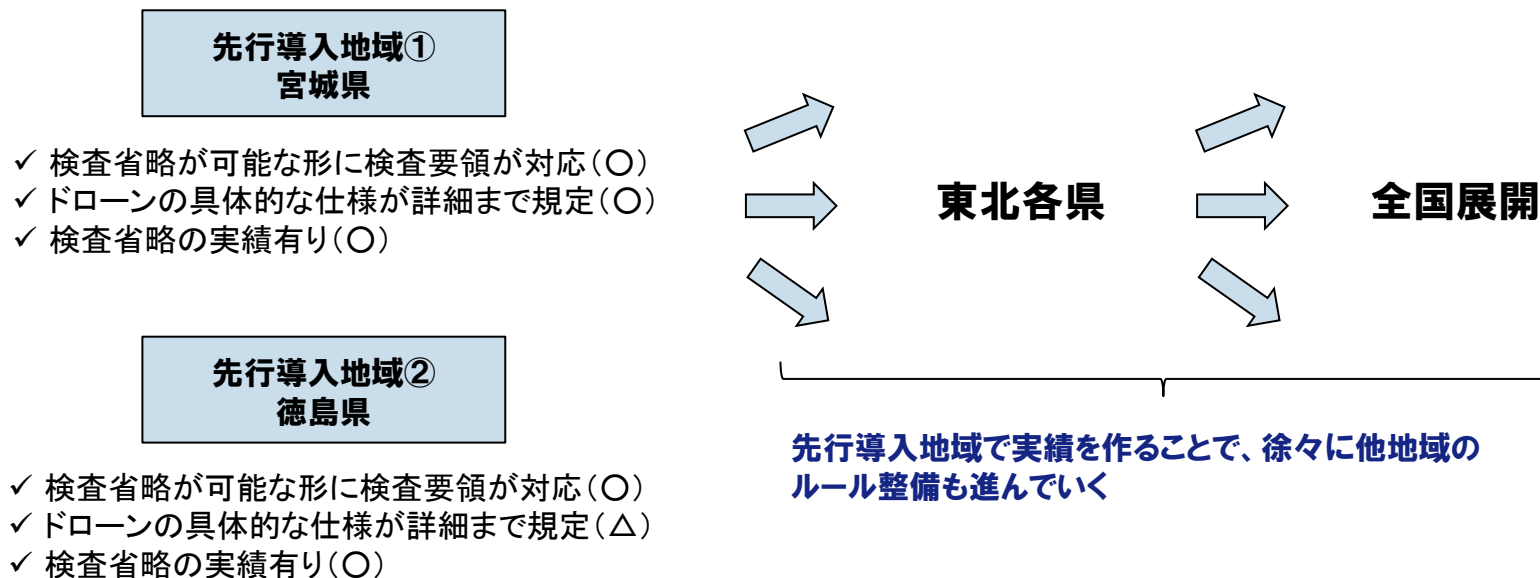 先行導入地域①
宮城県
✓ 検査省略が可能な形に検査要領が対応（〇）
✓ ドローンの具体的な仕様が詳細まで規定（〇）
✓ 検査省略の実績有り（〇）
先行導入地域②
徳島県
✓ 検査省略が可能な形に検査要領が対応（〇）
✓ ドローンの具体的な仕様が詳細まで規定（△）
✓ 検査省略の実績有り（〇）
東北各県
全国展開
先行導入地域で実績を作ることで、徐々に他地域の
ルール整備も進んでいく